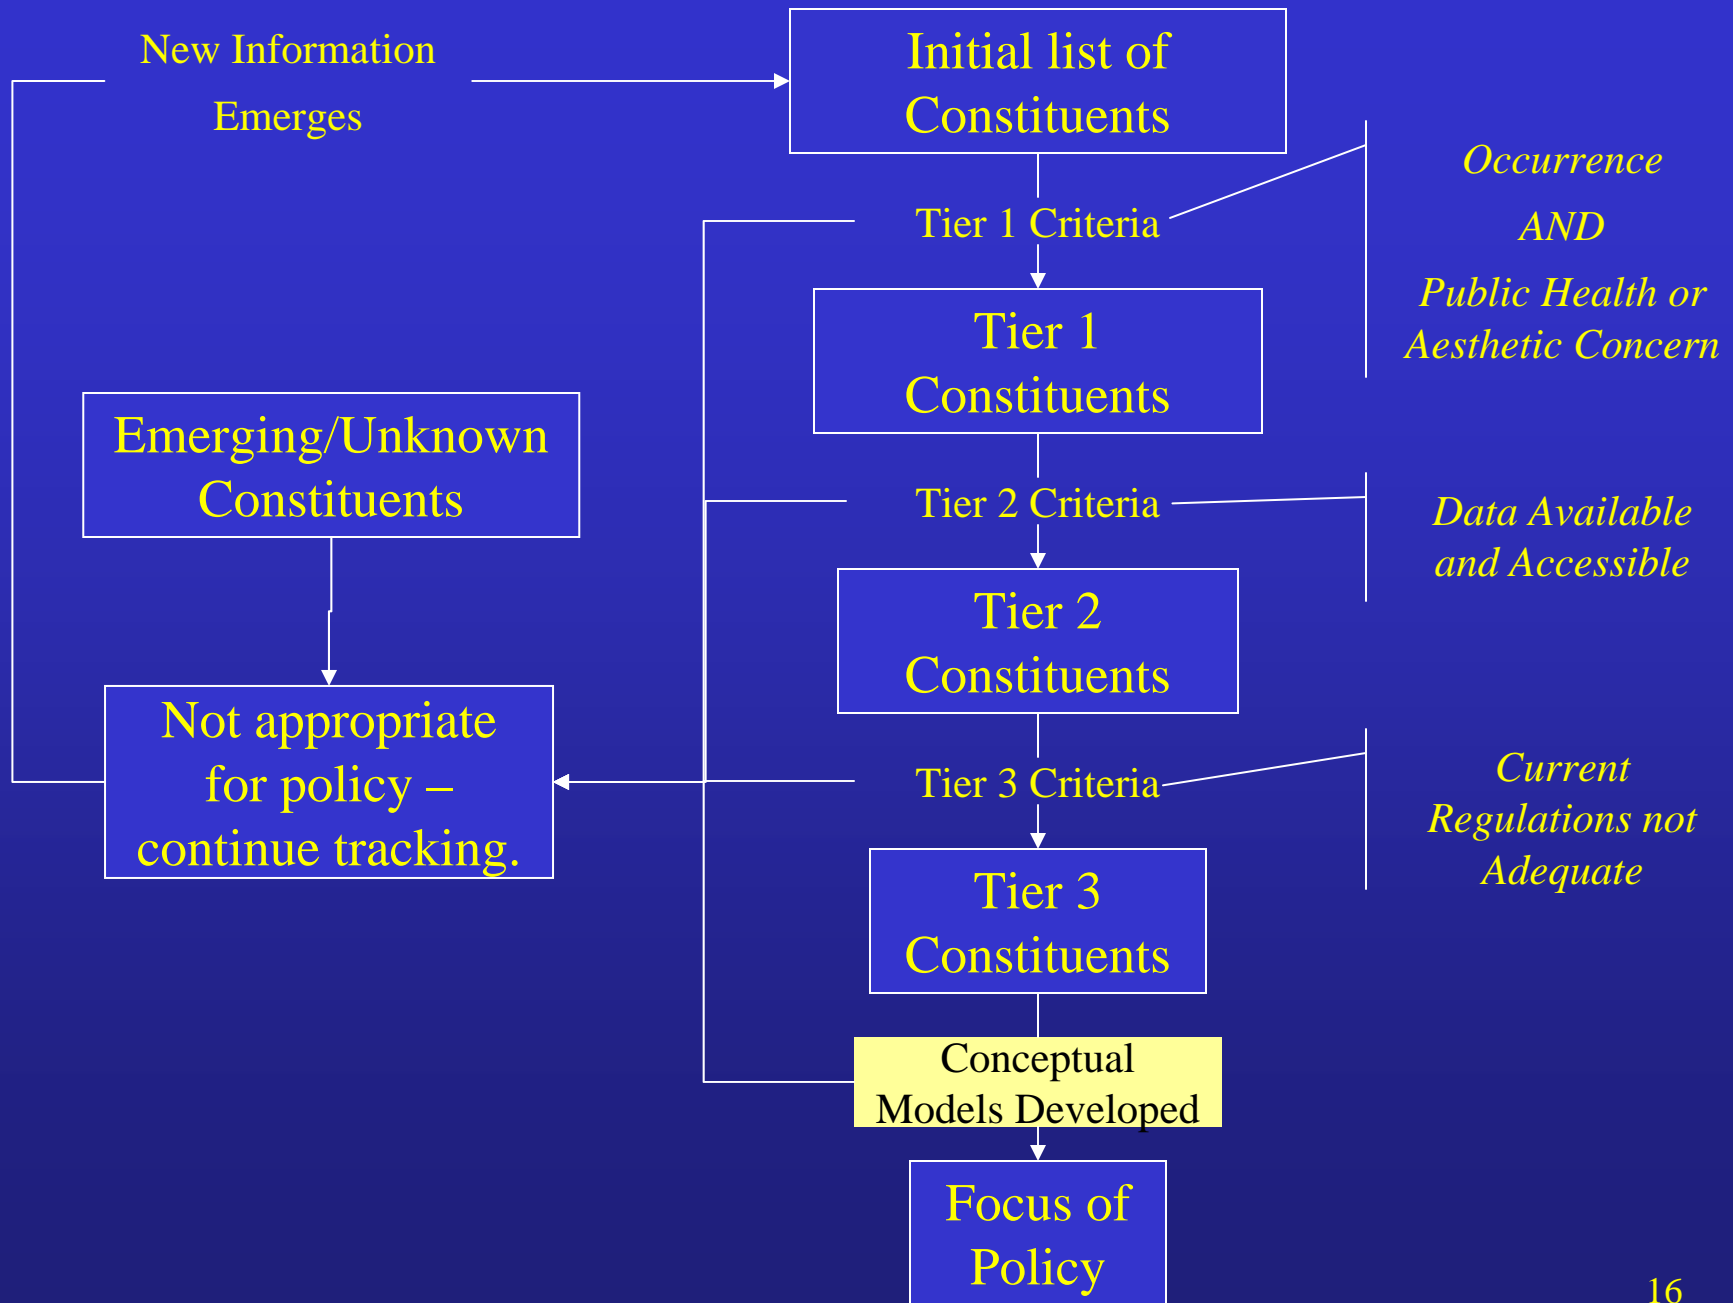 New Information
Emerges
Initial list of
Constituents
Tier 1 Criteria
Occurrence
AND
Public Health or
Aesthetic Concern
Tier 1
Constituents
Emerging/Unknown
Constituents
Tier 2 Criteria
Data Available
and Accessible
Tier 2
Constituents
Not appropriate
for policy –
continue tracking.
Tier 3 Criteria
Current
Regulations not
Adequate
Tier 3
Constituents
Conceptual
Models Developed
Focus of
Policy
16